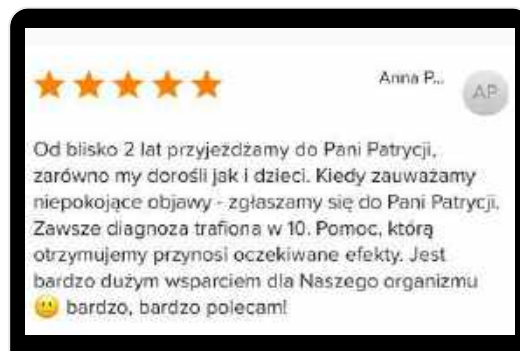 Anna P...
AP
Od blisko 2 lat przyjeżdżamy do Pani Patrycji,
zarówno my dorośli jak i dzieci. Kiedy zauważamy
niepokojące objawy - zgłaszamy się do Pani Patrycji.
Zawsze diagnoza trafiona w 10. Pomoc, którą
otrzymujemy przynosi oczekiwane efekty. Jest
bardzo dużym wsparciem dla Naszego organizmu
🙂 bardzo, bardzo polecam!